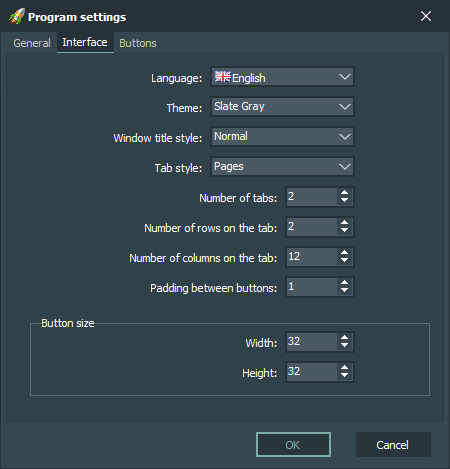 Program settings
General Interface Buttons
Language: English
Theme: Slate Gray
Window title style: Normal
Tab style: Pages
Number of tabs: 2
Number of rows on the tab: 2
Number of columns on the tab: 12
Padding between buttons: 1
Button size
Width: 32
Height: 32
OK Cancel